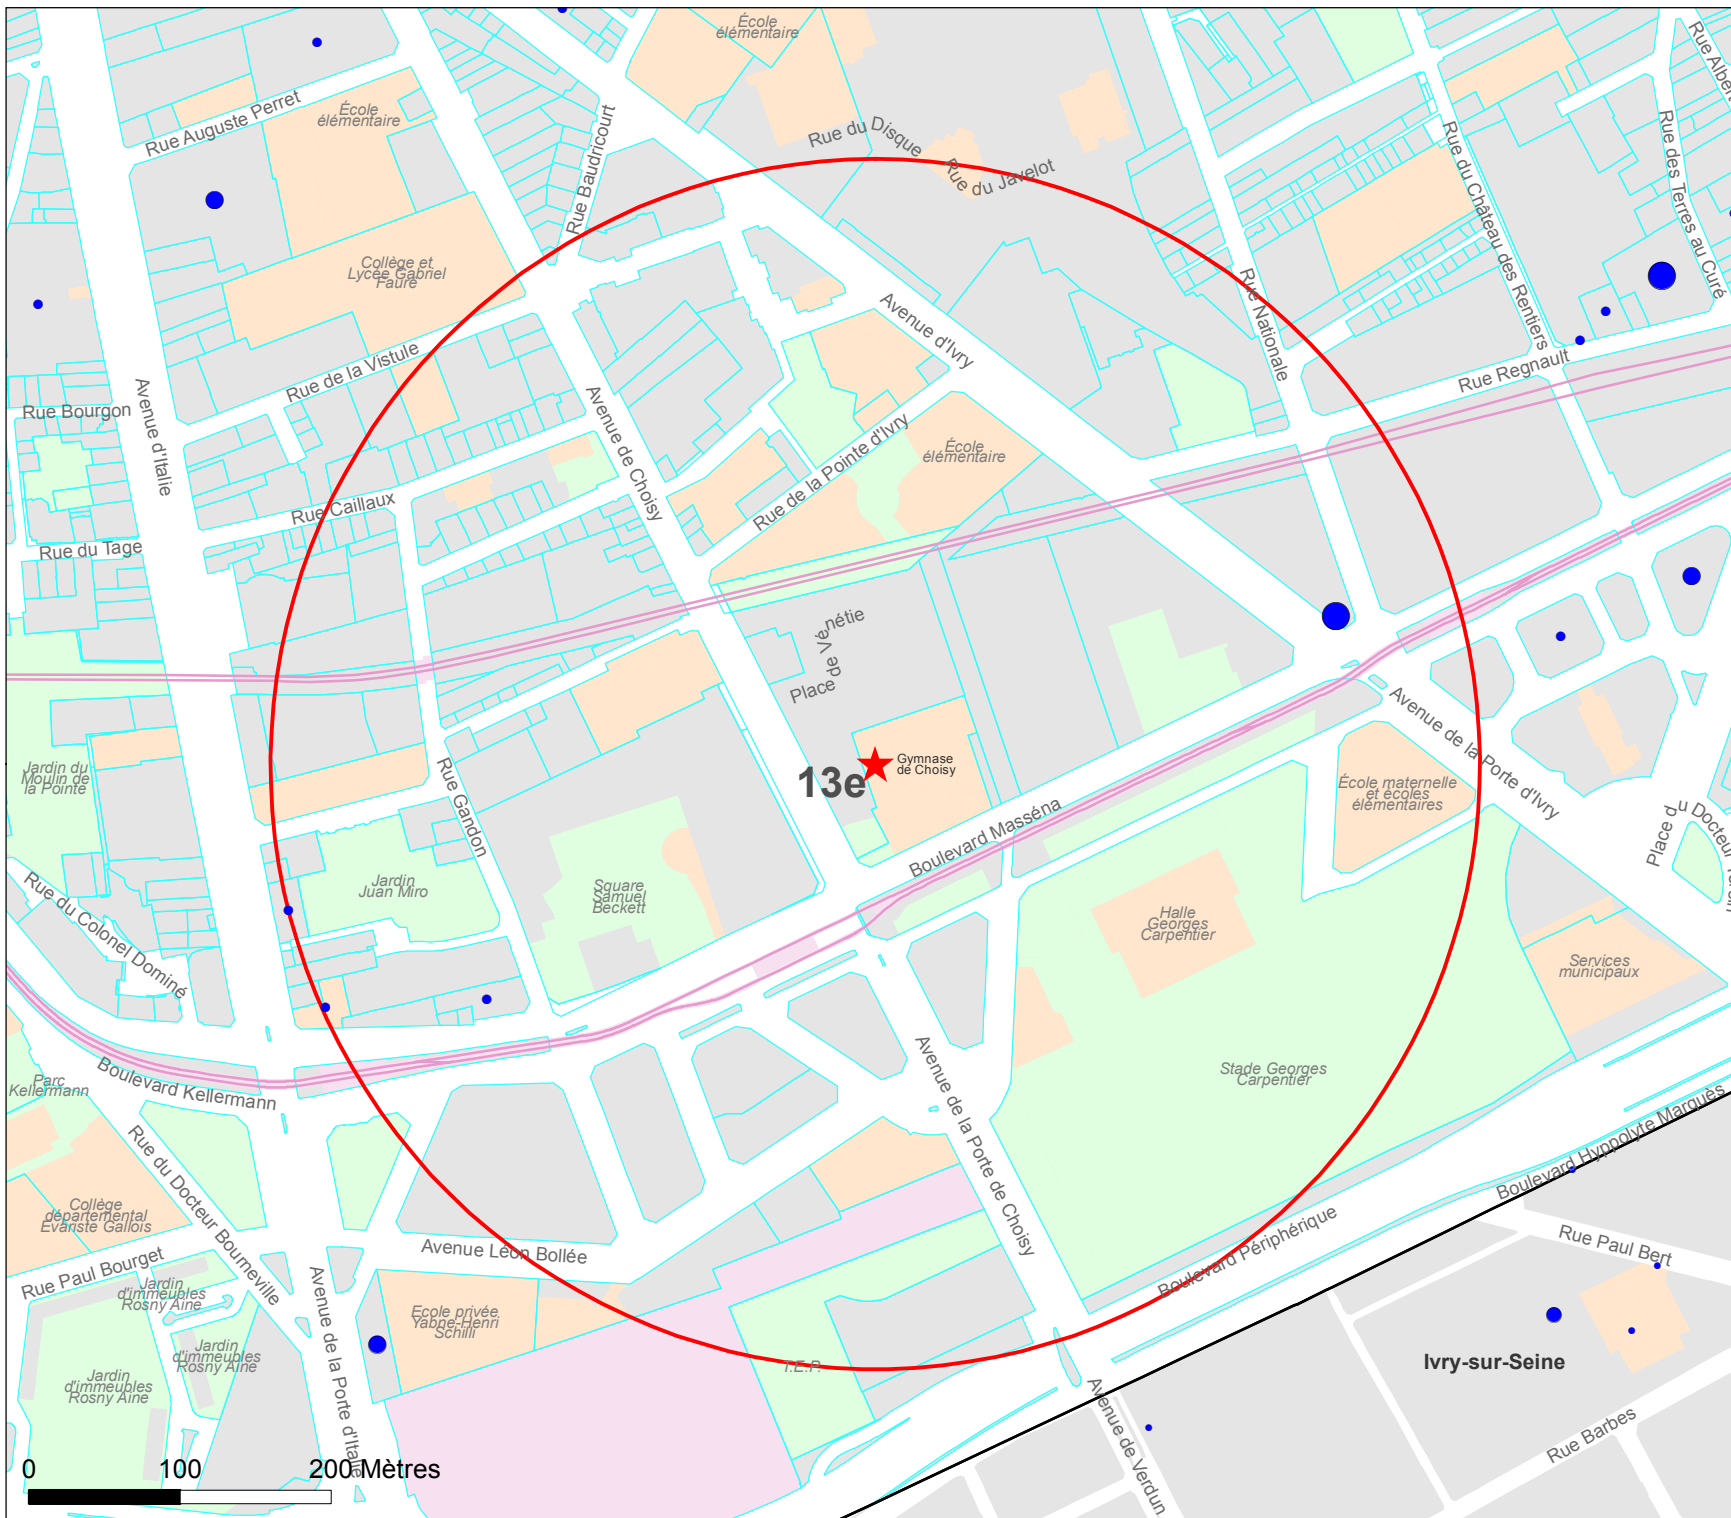 École
élémentaire
Rue Albert
Rue Auguste Perret
École
élémentaire
Rue Baudricourt
Rue du Disque
Rue du Javelot
Rue du Château des Rentiers
Rue des Terres au Curé
Collège et
Lycée Gabriel
Fauré
Avenue d'Ivry
Rue Nationale
Rue de la Vistule
Rue Regnault
Rue Bourgon
Avenue d'Italie
Avenue de Choisy
Rue de la Pointe d'Ivry
École
élémentaire
Rue Caillaux
Rue du Tage
Place de Vénétie
Gymnase
de Choisy
13e
Avenue de la Porte d'Ivry
École maternelle
et écoles
élémentaires
Jardin du
Moulin de
la Pointe
Rue Gandon
Boulevard Masséna
Place du Docteur
Jardin
Juan Miro
Square
Samuel
Beckett
Rue du Colonel Dominé
Halle
Georges
Carpentier
Services
municipaux
Parc
Kellermann
Boulevard Kellermann
Avenue de la Porte de Choisy
Stade Georges
Carpentier
Boulevard Hyppolyte Marquès
Rue du Docteur Bourneville
Collège
départemental
Evariste Gallois
Avenue Léon Bollée
Boulevard Périphérique
Rue Paul Bert
Rue Paul Bourget
Jardin
d'immeubles
Rosny Aine
Avenue de la Porte d'Italie
Ecole privée
Yabne-Henri
Schilli
Jardin
d'immeubles
Rosny Aine
Jardin
d'immeubles
Rosny Aine
T.E.P.
Ivry-sur-Seine
Avenue de Verdun
Rue Barbes
0 100 200 Mètres